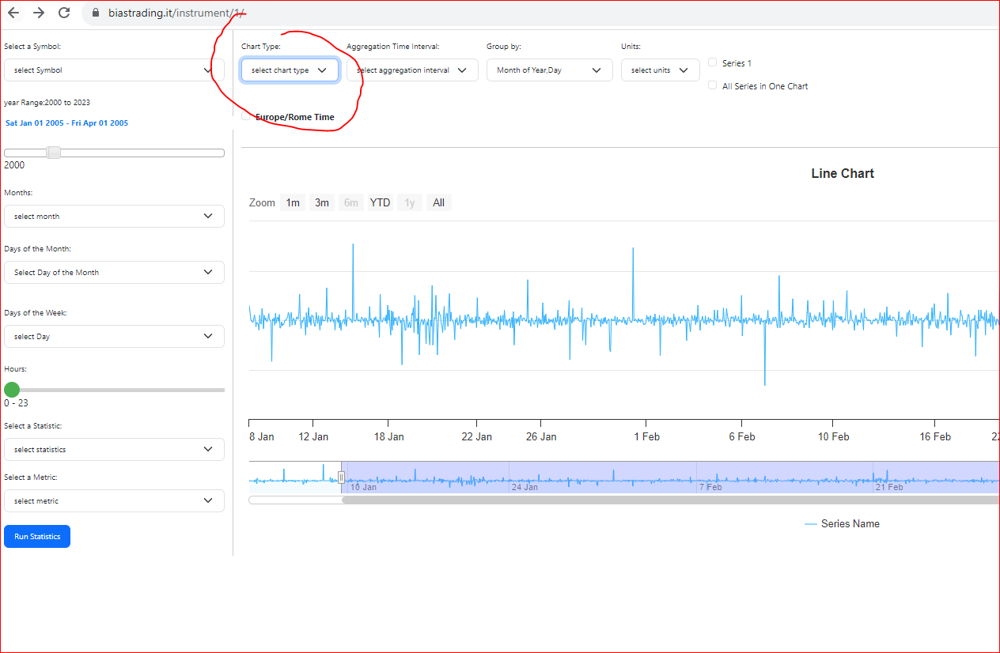 biastrading.it/instrument/1/
Select a Symbol:
select Symbol
year Range:2000 to 2023
Sat Jan 01 2005 - Fri Apr 01 2005
2000
Months:
select month
Days of the Month:
Select Day of the Month
Days of the Week:
select Day
Hours:
0 - 23
Select a Statistic:
select statistics
Select a Metric:
select metric
Run Statistics
Chart Type:
select chart type
Aggregation Time Interval:
select aggregation interval
Group by:
Month of Year,Day
Units:
select units
Series 1
All Series in One Chart
Europe/Rome Time
Line Chart
Zoom 1m 3m 6m YTD 1y All
8 Jan 12 Jan 18 Jan 22 Jan 26 Jan 1 Feb 6 Feb 10 Feb 16 Feb 22
10 Jan 24 Jan 7 Feb 21 Feb
Series Name